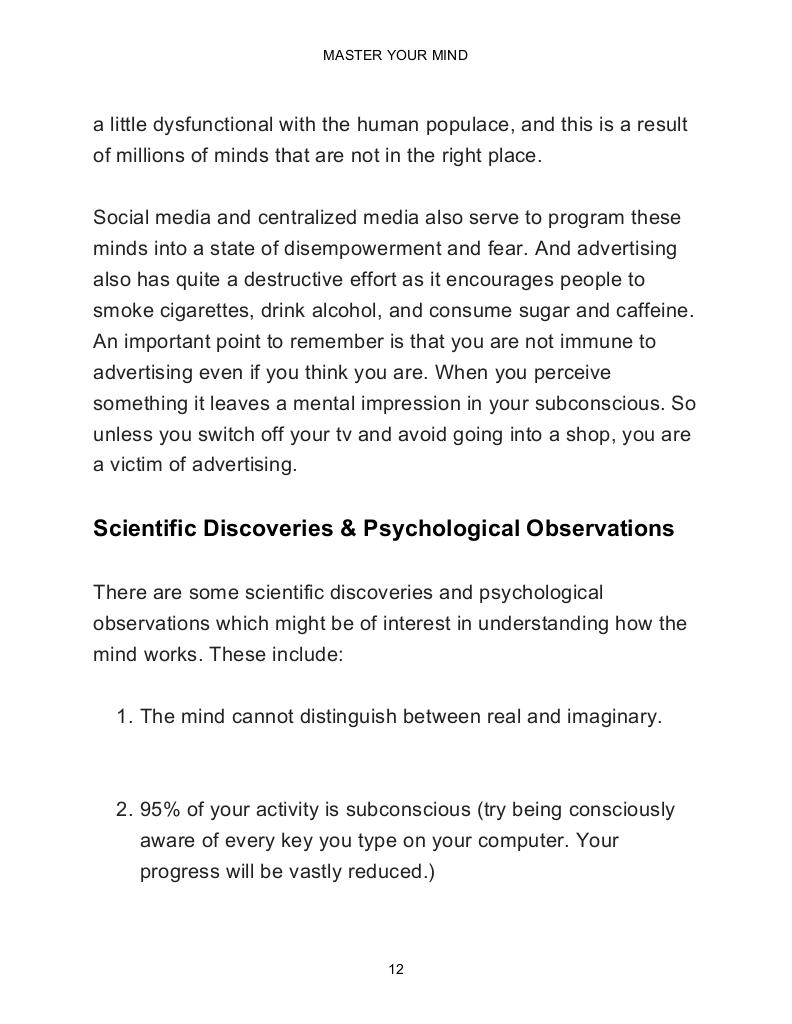 MASTER YOUR MIND
a little dysfunctional with the human populace, and this is a result
of millions of minds that are not in the right place.
Social media and centralized media also serve to program these
minds into a state of disempowerment and fear. And advertising
also has quite a destructive effort as it encourages people to
smoke cigarettes, drink alcohol, and consume sugar and caffeine.
An important point to remember is that you are not immune to
advertising even if you think you are. When you perceive
something it leaves a mental impression in your subconscious. So
unless you switch off your tv and avoid going into a shop, you are
a victim of advertising.
Scientific Discoveries & Psychological Observations
There are some scientific discoveries and psychological
observations which might be of interest in understanding how the
mind works. These include:
1. The mind cannot distinguish between real and imaginary.
2. 95% of your activity is subconscious (try being consciously
aware of every key you type on your computer. Your
progress will be vastly reduced.)
12